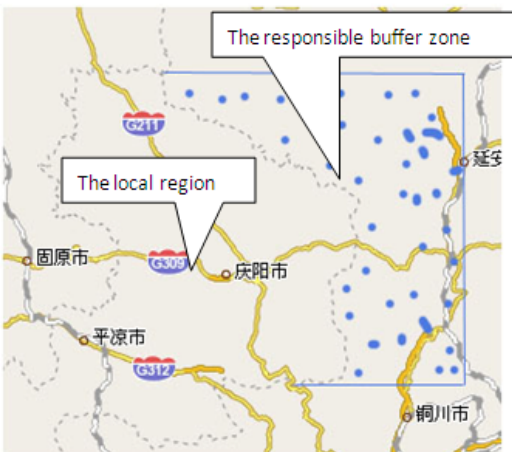 The responsible buffer zone
G211
延安
The local region
固原市
G309
庆阳市
平凉市
G312
铜川市